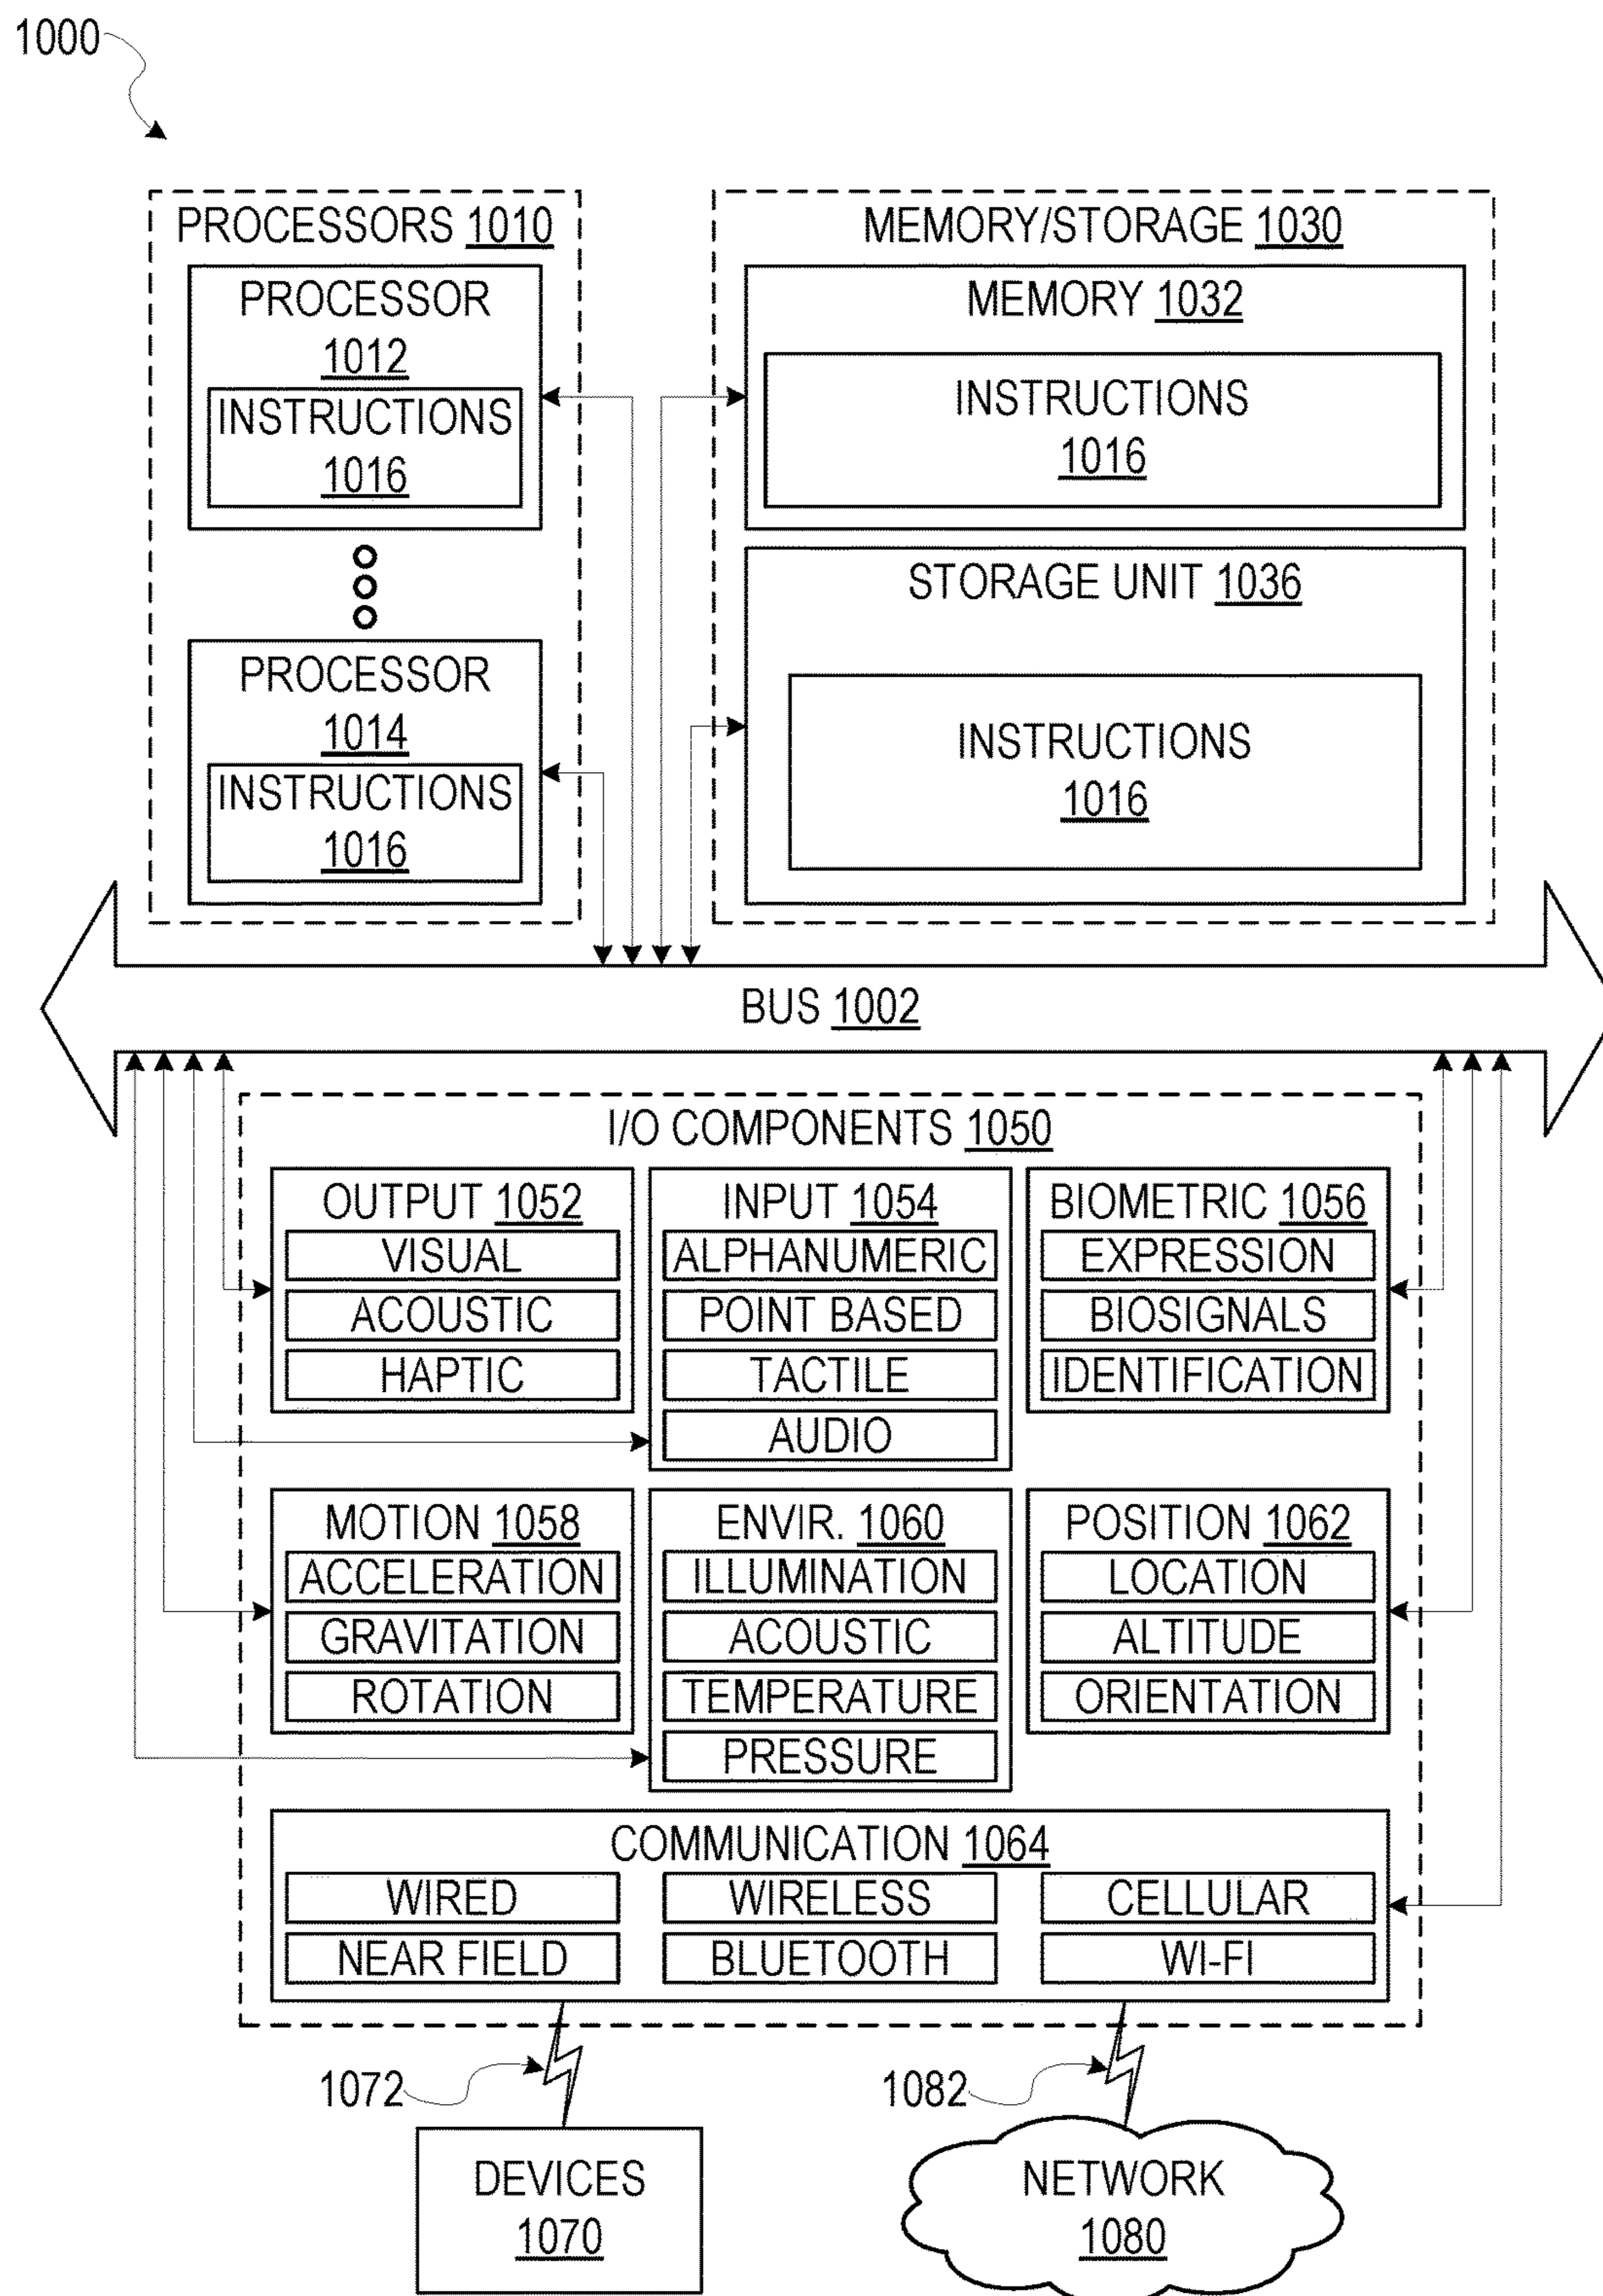 1000
PROCESSORS 1010
PROCESSOR
1012
INSTRUCTIONS
1016
PROCESSOR
1014
INSTRUCTIONS
1016
MEMORY/STORAGE 1030
MEMORY 1032
INSTRUCTIONS
1016
STORAGE UNIT 1036
INSTRUCTIONS
1016
BUS 1002
I/O COMPONENTS 1050
OUTPUT 1052
VISUAL
ACOUSTIC
HAPTIC
INPUT 1054
ALPHANUMERIC
POINT BASED
TACTILE
AUDIO
BIOMETRIC 1056
EXPRESSION
BIOSIGNALS
IDENTIFICATION
MOTION 1058
ACCELERATION
GRAVITATION
ROTATION
ENVIR. 1060
ILLUMINATION
ACOUSTIC
TEMPERATURE
PRESSURE
POSITION 1062
LOCATION
ALTITUDE
ORIENTATION
COMMUNICATION 1064
WIRED
WIRELESS
CELLULAR
NEAR FIELD
BLUETOOTH
WI-FI
1072
1082
DEVICES
1070
NETWORK
1080